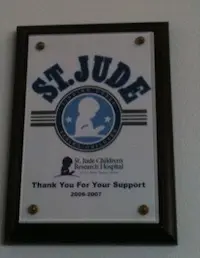 ST. JUDE
St. Jude Children's
Research Hospital
Thank You For Your Support
2006-2007